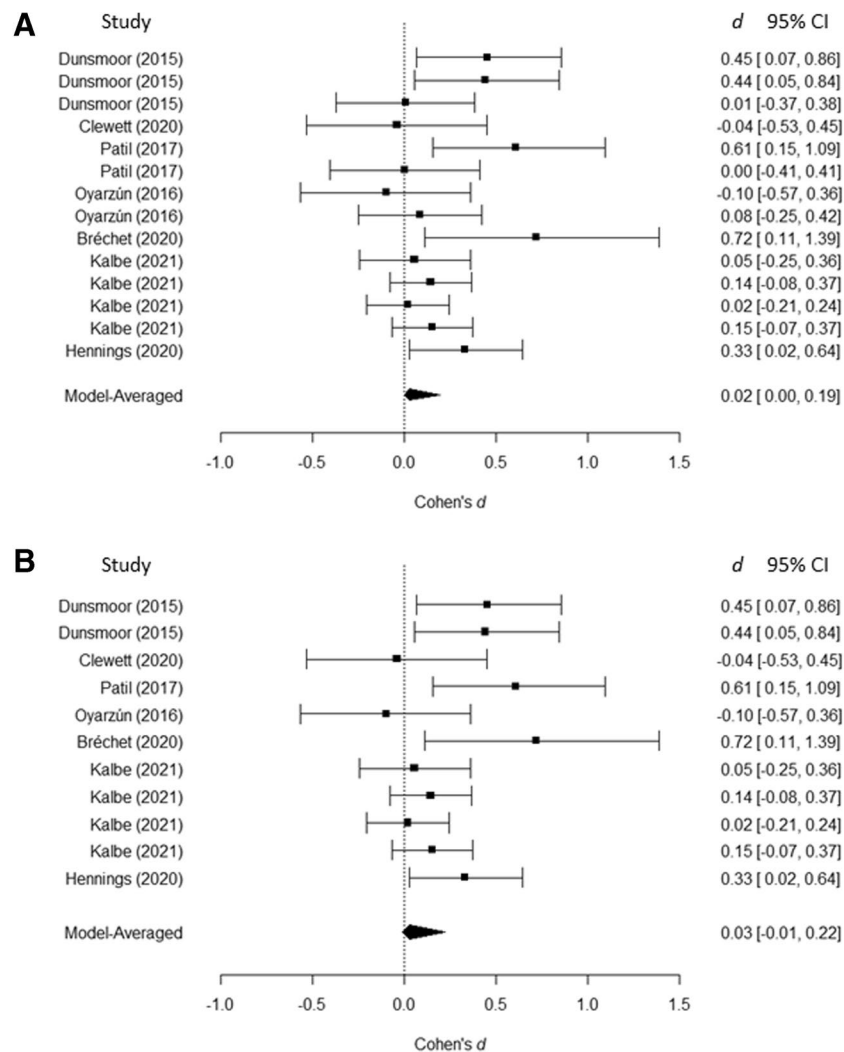 A
Study d 95% CI
Dunsmoor (2015) 0.45 [ 0.07, 0.86]
Dunsmoor (2015) 0.44 [ 0.05, 0.84]
Dunsmoor (2015) 0.01 [-0.37, 0.38]
Clewett (2020) -0.04 [-0.53, 0.45]
Patil (2017) 0.61 [ 0.15, 1.09]
Patil (2017) 0.00 [-0.41, 0.41]
Oyarzún (2016) -0.10 [-0.57, 0.36]
Oyarzún (2016) 0.08 [-0.25, 0.42]
Bréchet (2020) 0.72 [ 0.11, 1.39]
Kalbe (2021) 0.05 [-0.25, 0.36]
Kalbe (2021) 0.14 [-0.08, 0.37]
Kalbe (2021) 0.02 [-0.21, 0.24]
Kalbe (2021) 0.15 [-0.07, 0.37]
Hennings (2020) 0.33 [ 0.02, 0.64]
Model-Averaged 0.02 [ 0.00, 0.19]
-1.0 -0.5 0.0 0.5 1.0 1.5
Cohen's d
B
Study d 95% CI
Dunsmoor (2015) 0.45 [ 0.07, 0.86]
Dunsmoor (2015) 0.44 [ 0.05, 0.84]
Clewett (2020) -0.04 [-0.53, 0.45]
Patil (2017) 0.61 [ 0.15, 1.09]
Oyarzún (2016) -0.10 [-0.57, 0.36]
Bréchet (2020) 0.72 [ 0.11, 1.39]
Kalbe (2021) 0.05 [-0.25, 0.36]
Kalbe (2021) 0.14 [-0.08, 0.37]
Kalbe (2021) 0.02 [-0.21, 0.24]
Kalbe (2021) 0.15 [-0.07, 0.37]
Hennings (2020) 0.33 [ 0.02, 0.64]
Model-Averaged 0.03 [-0.01, 0.22]
-1.0 -0.5 0.0 0.5 1.0 1.5
Cohen's d